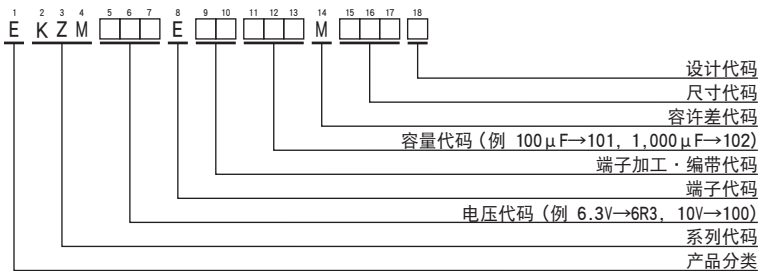 1 2 3 4 5 6 7 8 9 10 11 12 13 14 15 16 17 18
E KZM E M
设计代码
尺寸代码
容许差代码
容量代码(例 100μF→101, 1,000μF→102)
端子加工・编带代码
端子代码
电压代码(例 6.3V→6R3, 10V→100)
系列代码
产品分类